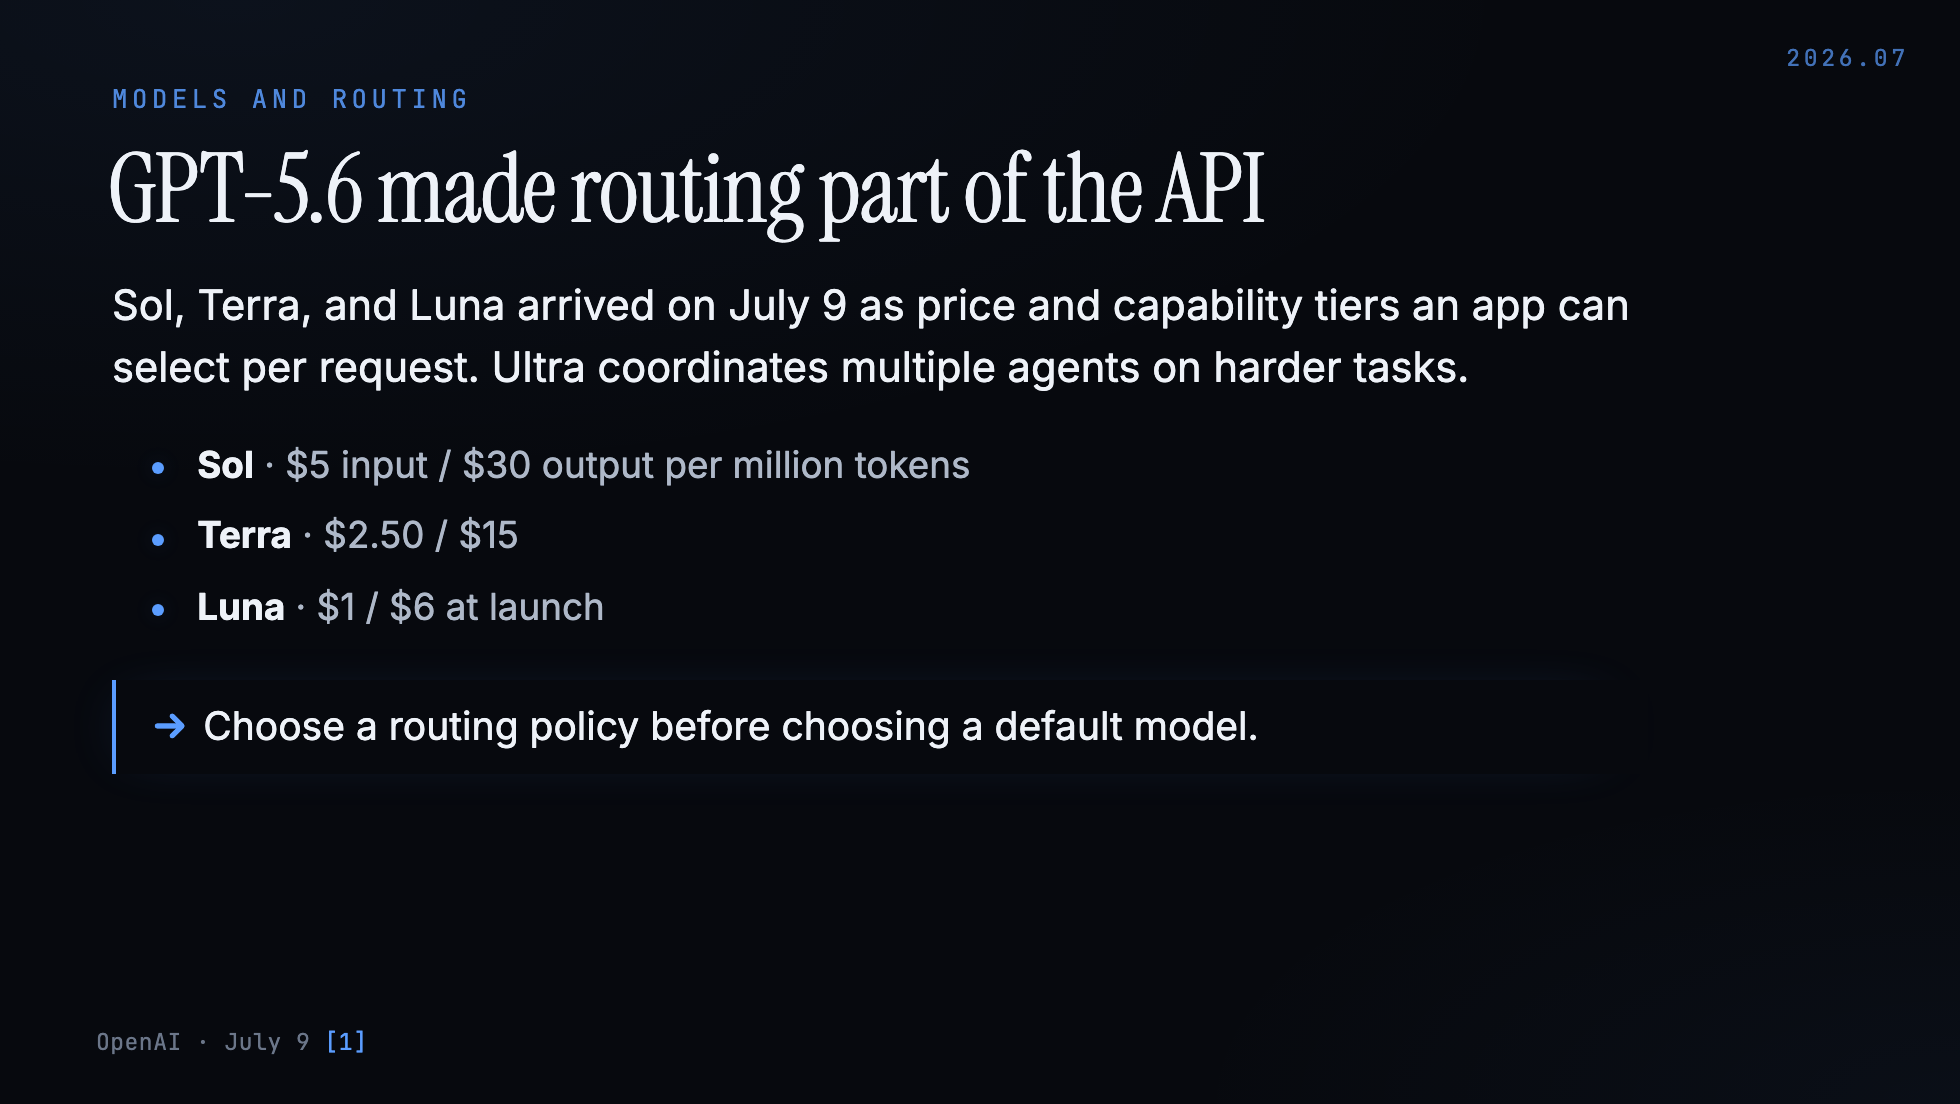 2026.07
MODELS AND ROUTING
GPT-5.6 made routing part of the API
Sol, Terra, and Luna arrived on July 9 as price and capability tiers an app can
select per request. Ultra coordinates multiple agents on harder tasks.
• Sol · $5 input / $30 output per million tokens
• Terra · $2.50 / $15
• Luna · $1 / $6 at launch
→ Choose a routing policy before choosing a default model.
OpenAI · July 9 [1]